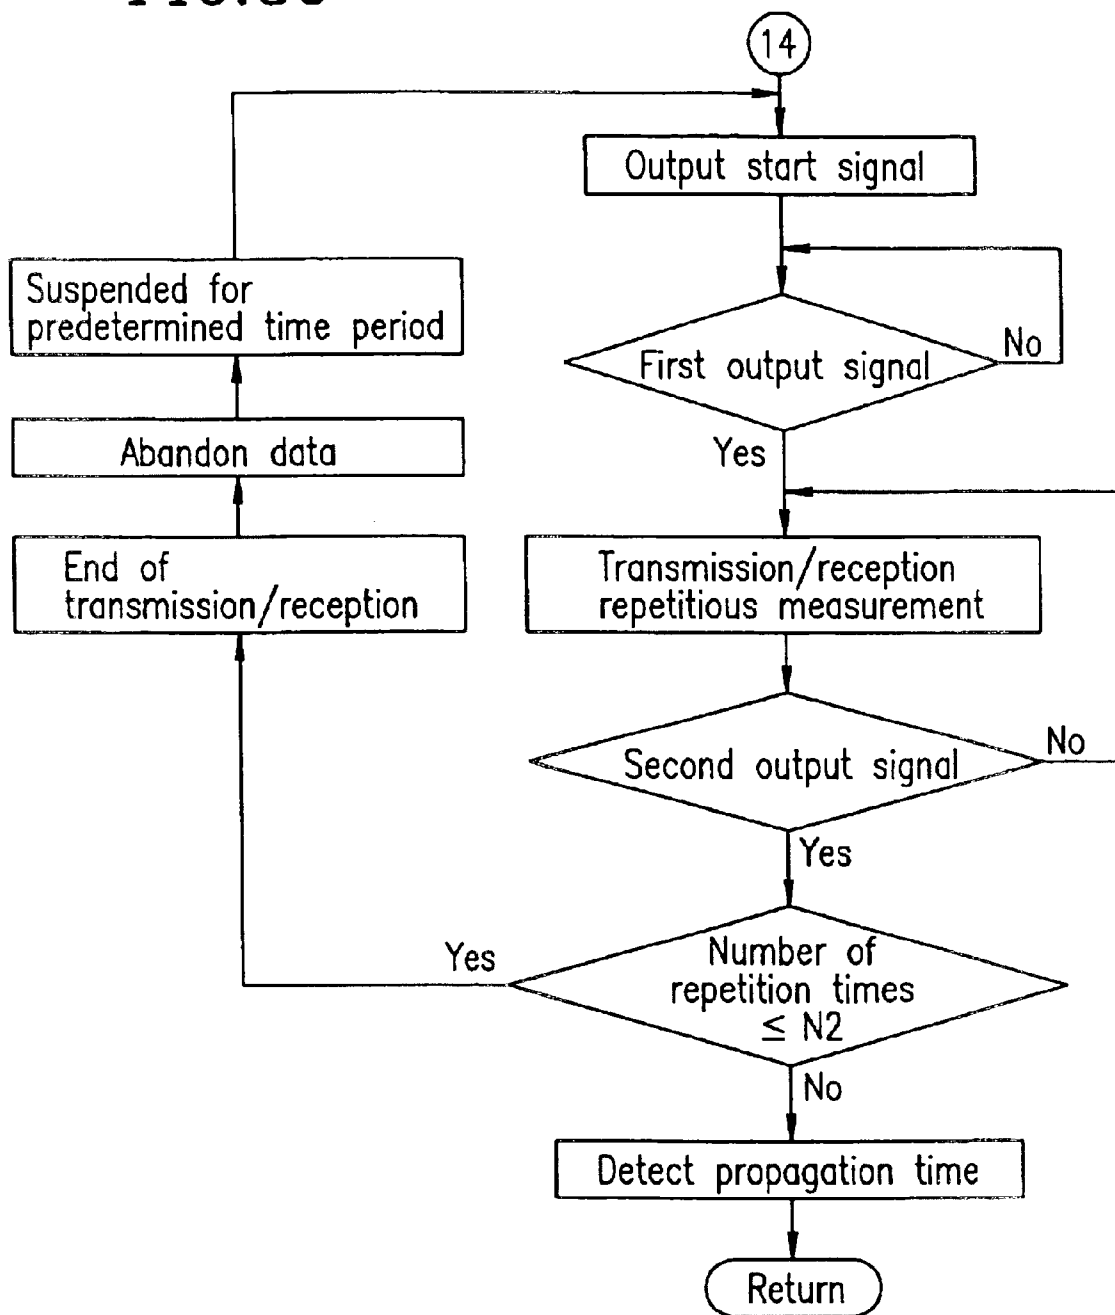 14
Output start signal
Suspended for
predetermined time period
First output signal
No
Abandon data
Yes
End of
transmission/reception
Transmission/reception
repetitious measurement
Second output signal
No
Yes
Yes
Number of
repetition times
≤ N2
No
Detect propagation time
Return